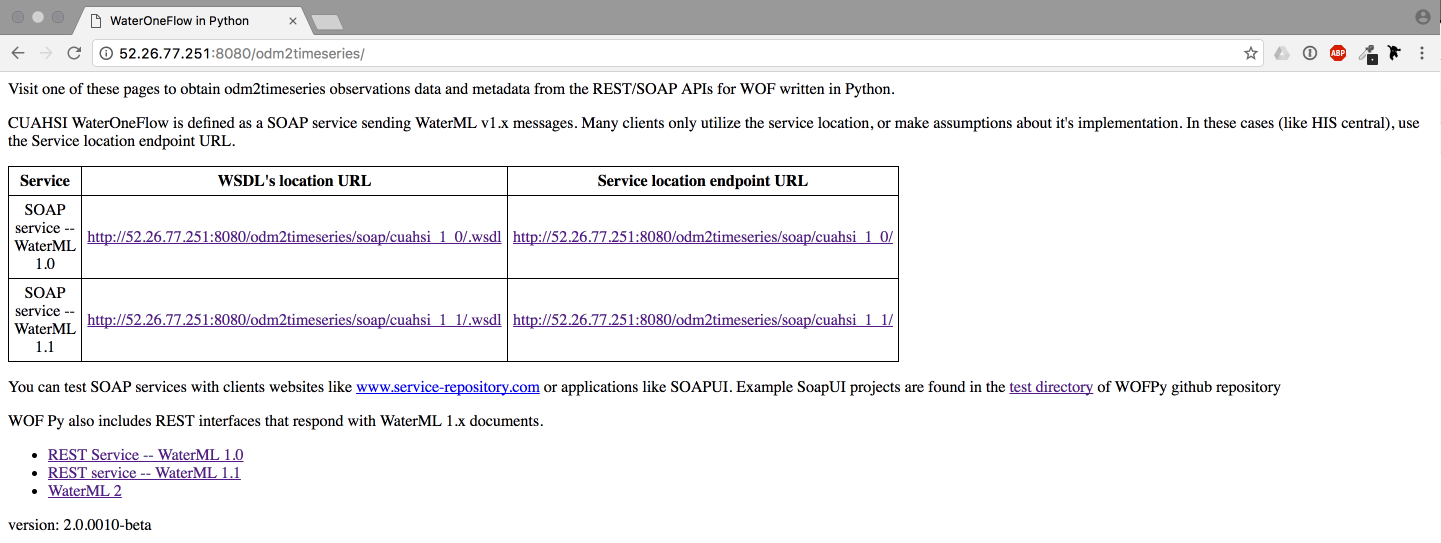 WaterOneFlow in Python
52.26.77.251:8080/odm2timeseries/
ABP
Visit one of these pages to obtain odm2timeseries observations data and metadata from the REST/SOAP APIs for WOF written in Python.
CUAHSI WaterOneFlow is defined as a SOAP service sending WaterML v1.x messages. Many clients only utilize the service location, or make assumptions about it's implementation. In these cases (like HIS central), use
the Service location endpoint URL.
Service WSDL's location URL Service location endpoint URL
SOAP
service --
WaterML
1.0
http://52.26.77.251:8080/odm2timeseries/soap/cuahsi_1_0/.wsdl http://52.26.77.251:8080/odm2timeseries/soap/cuahsi_1_0/
SOAP
service --
WaterML
1.1
http://52.26.77.251:8080/odm2timeseries/soap/cuahsi_1_1/.wsdl http://52.26.77.251:8080/odm2timeseries/soap/cuahsi_1_1/
You can test SOAP services with clients websites like www.service-repository.com or applications like SOAPUI. Example SoapUI projects are found in the test directory of WOFPy github repository
WOF Py also includes REST interfaces that respond with WaterML 1.x documents.
• REST Service -- WaterML 1.0
• REST service -- WaterML 1.1
• WaterML 2
version: 2.0.0010-beta